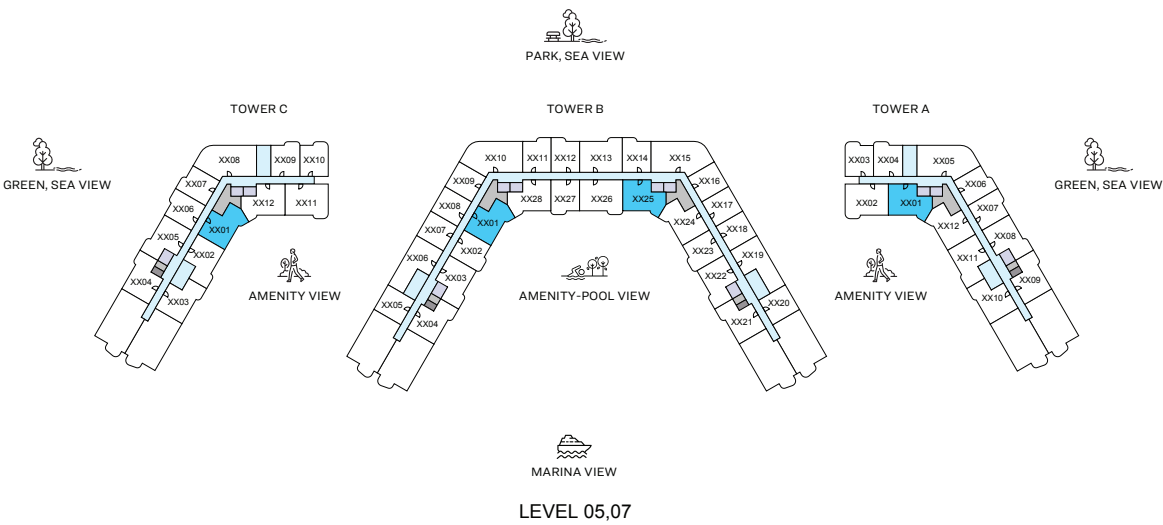 PARK, SEA VIEW
TOWER C
TOWER B
TOWER A
GREEN, SEA VIEW
GREEN, SEA VIEW
XX08
XX09
XX10
XX07
XX12
XX11
XX06
XX01
XX05
XX02
XX04
XX03
XX10
XX11
XX12
XX13
XX14
XX15
XX09
XX28
XX27
XX26
XX25
XX16
XX08
XX01
XX24
XX17
XX07
XX02
XX23
XX18
XX06
XX03
XX22
XX19
XX05
XX04
XX21
XX20
XX03
XX04
XX05
XX02
XX01
XX06
XX12
XX07
XX11
XX08
XX10
XX09
AMENITY VIEW
AMENITY-POOL VIEW
AMENITY VIEW
MARINA VIEW
LEVEL 05,07